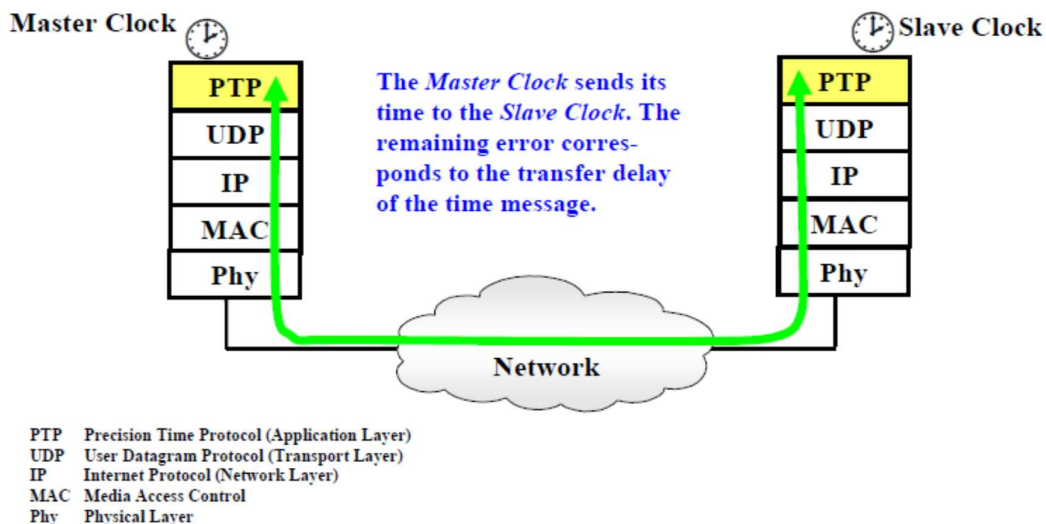 Master Clock
Slave Clock
PTP
UDP
IP
MAC
Phy
The Master Clock sends its
time to the Slave Clock. The
remaining error corres-
ponds to the transfer delay
of the time message.
PTP
UDP
IP
MAC
Phy
Network
PTP Precision Time Protocol (Application Layer)
UDP User Datagram Protocol (Transport Layer)
IP Internet Protocol (Network Layer)
MAC Media Access Control
Phy Physical Layer